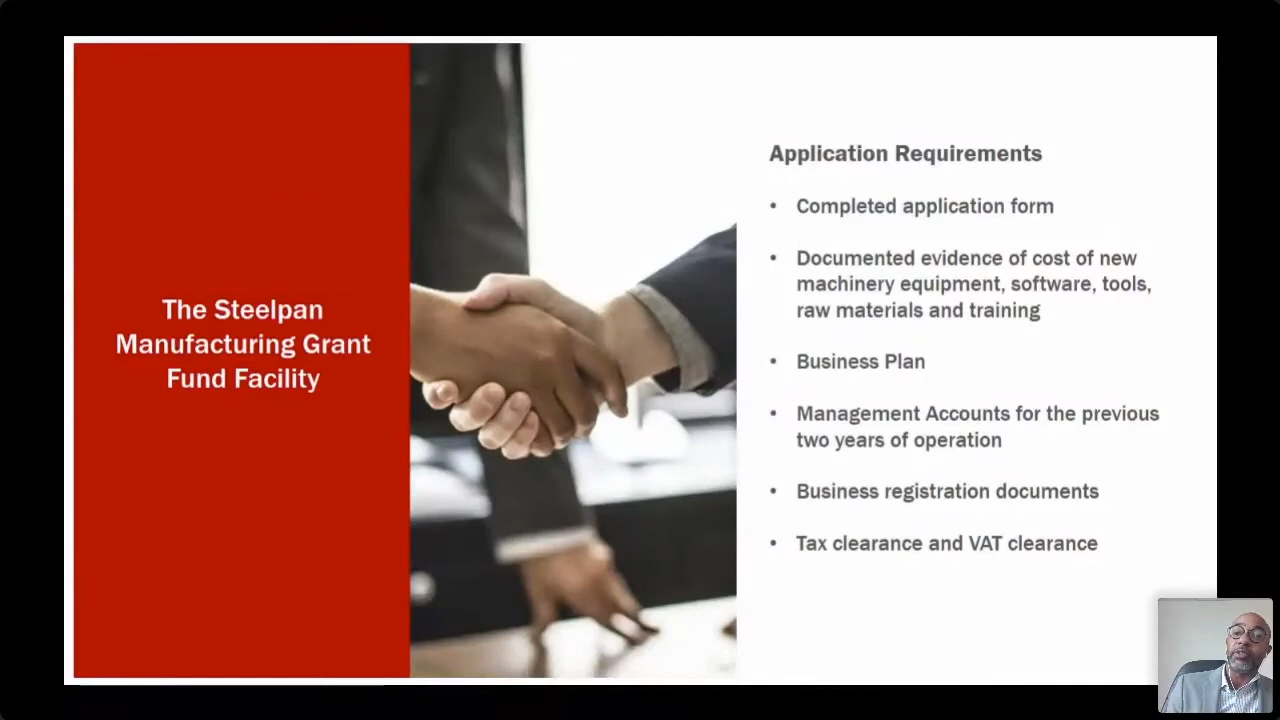 The Steelpan
Manufacturing Grant
Fund Facility
Application Requirements
• Completed application form
• Documented evidence of cost of new
machinery equipment, software, tools,
raw materials and training
• Business Plan
• Management Accounts for the previous
two years of operation
• Business registration documents
• Tax clearance and VAT clearance